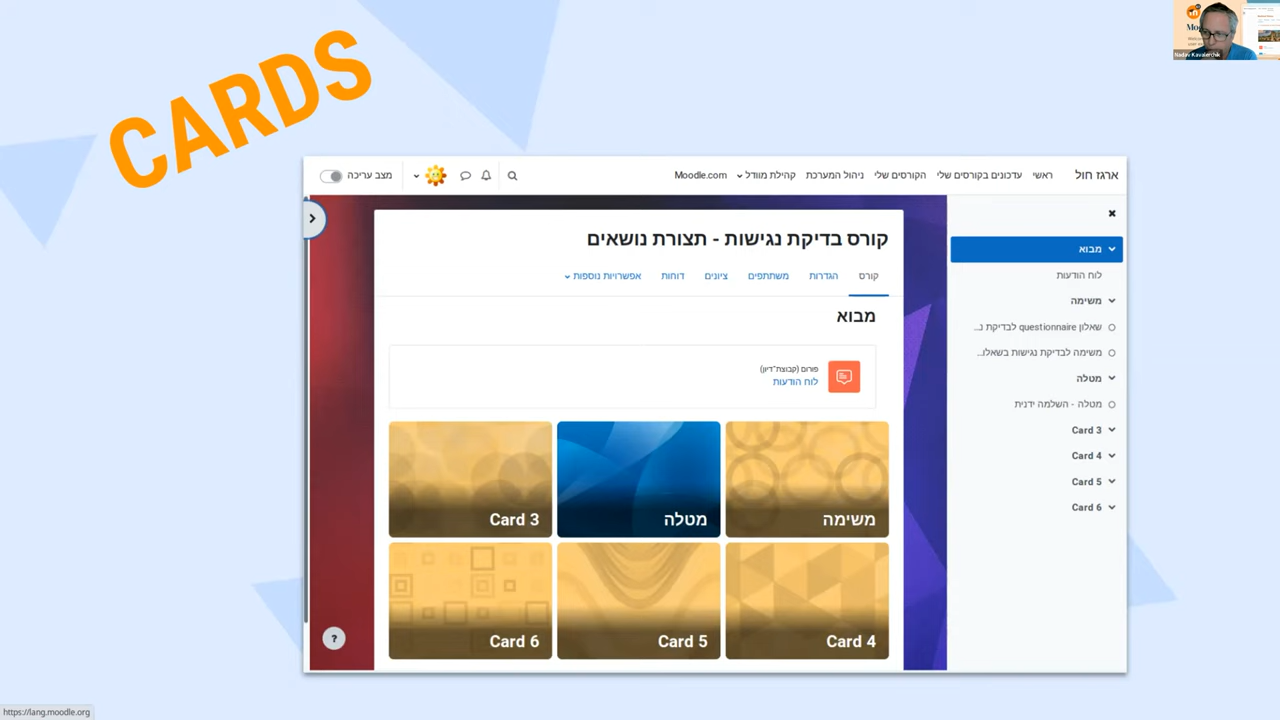 CARDS
Nadav Kavalerchik
ארגז חול
ראשי
עדכונים בקורסים שלי
הקורסים שלי
ניהול המערכת
קהילת מוודל
Moodle.com
מצב עריכה
קורס בדיקת נגישות - תצורת נושאים
קורס
הגדרות
משתתפים
ציונים
דוחות
אפשרויות נוספות
מבוא
פורום (קבוצת־דיון)
לוח הודעות
משימה
מטלה
Card 3
Card 4
Card 5
Card 6
?
מבוא
לוח הודעות
משימה
שאלון questionnaire לבדיקת נ...
משימה לבדיקת נגישות בשאלו...
מטלה
מטלה - השלמה ידנית
Card 3
Card 4
Card 5
Card 6
https://lang.moodle.org